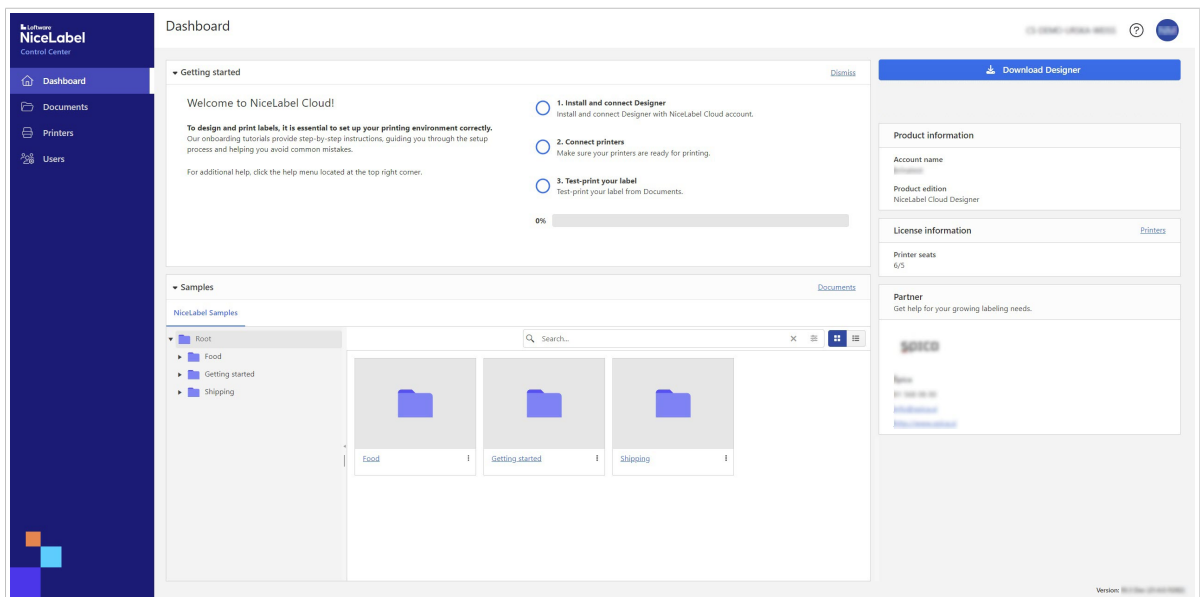 Loftware
NiceLabel
Control Center
Dashboard
Documents
Printers
Users
Dashboard
Getting started
Dismiss
Welcome to NiceLabel Cloud!
To design and print labels, it is essential to set up your printing environment correctly.
Our onboarding tutorials provide step-by-step instructions, guiding you through the setup
process and helping you avoid common mistakes.
For additional help, click the help menu located at the top right corner.
1. Install and connect Designer
Install and connect Designer with NiceLabel Cloud account.
2. Connect printers
Make sure your printers are ready for printing.
3. Test-print your label
Test-print your label from Documents.
0%
Samples
Documents
NiceLabel Samples
Root
Food
Getting started
Shipping
Search...
Food
Getting started
Shipping
Download Designer
Product information
Account name
Product edition
NiceLabel Cloud Designer
License information
Printers
Printer seats
6/5
Partner
Get help for your growing labeling needs.
Version: